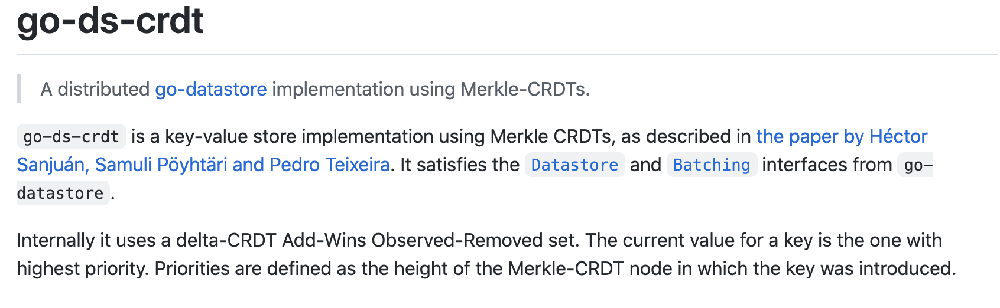 go-ds-crdt
A distributed go-datastore implementation using Merkle-CRDTs.
go-ds-crdt is a key-value store implementation using Merkle CRDTs, as described in the paper by Héctor
Sanjuán, Samuli Pöyhtäri and Pedro Teixeira. It satisfies the Datastore and Batching interfaces from go-
datastore.
Internally it uses a delta-CRDT Add-Wins Observed-Removed set. The current value for a key is the one with
highest priority. Priorities are defined as the height of the Merkle-CRDT node in which the key was introduced.